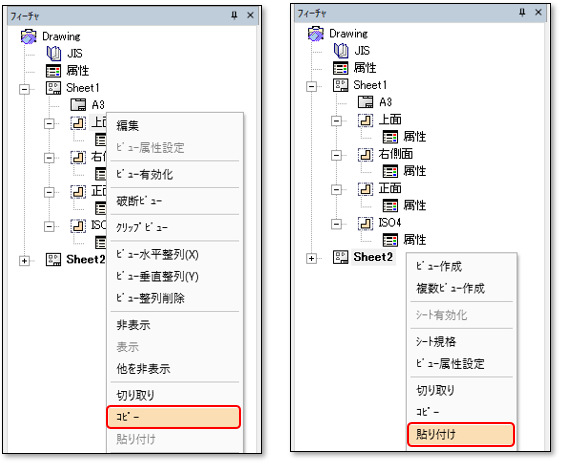 フィーチャ
Drawing
JIS
属性
Sheet1
A3
上面
右側
正面
ISO
Sheet2
編集
ﾋﾞｭｰ属性設定
ﾋﾞｭｰ有効化
破断ﾋﾞｭｰ
ｸﾘｯﾌﾟﾋﾞｭｰ
ﾋﾞｭｰ水平整列(X)
ﾋﾞｭｰ垂直整列(Y)
ﾋﾞｭｰ整列削除
非表示
表示
他を非表示
切り取り
ｺﾋﾟｰ
貼り付け
フィーチャ
Drawing
JIS
属性
Sheet1
A3
上面
属性
右側面
属性
正面
属性
ISO4
属性
Sheet2
ﾋﾞｭｰ作成
複数ﾋﾞｭｰ作成
ｼｰﾄ有効化
ｼｰﾄ規格
ﾋﾞｭｰ属性設定
切り取り
ｺﾋﾟｰ
貼り付け